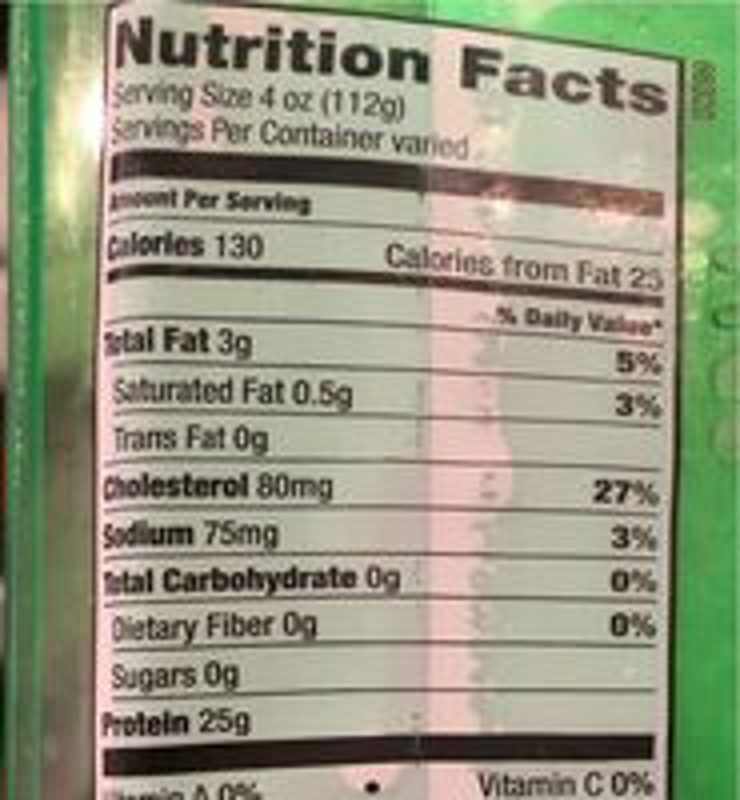 Nutrition Facts
Serving Size 4 oz (112g)
Servings Per Container varied
Amount Per Serving
Calories 130 Calories from Fat 25
% Daily Value*
Total Fat 3g 5%
Saturated Fat 0.5g 3%
Trans Fat 0g
Cholesterol 80mg 27%
Sodium 75mg 3%
Total Carbohydrate 0g 0%
Dietary Fiber 0g 0%
Sugars 0g
Protein 25g
Vitamin A 0% • Vitamin C 0%